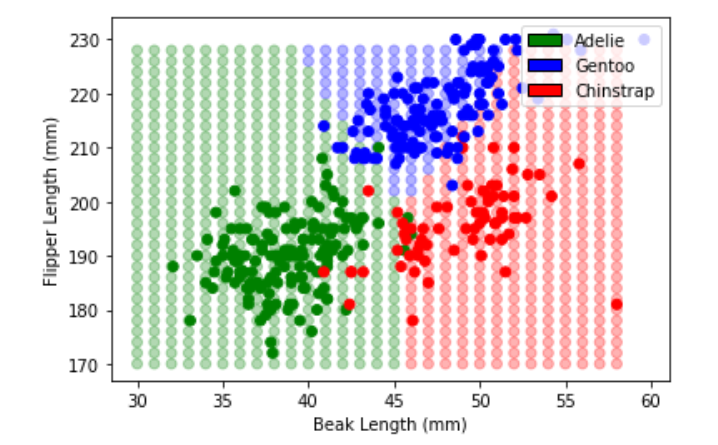 230
220
210
200
190
180
170
Flipper Length (mm)
Adelie
Gentoo
Chinstrap
30 35 40 45 50 55 60
Beak Length (mm)